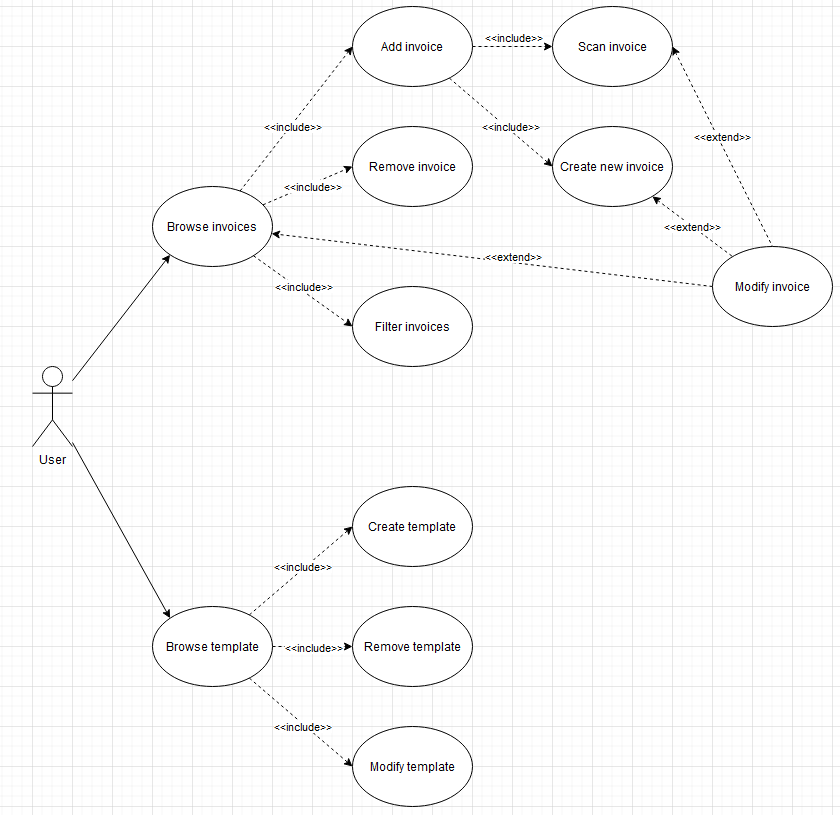 Add invoice
<<include>>
Scan invoice
<<include>>
<<include>>
<<extend>>
Remove invoice
Create new invoice
<<include>>
Browse invoices
<<extend>>
<<extend>>
<<include>>
Modify invoice
Filter invoices
User
Create template
<<include>>
Browse template
<<include>>
Remove template
<<include>>
Modify template